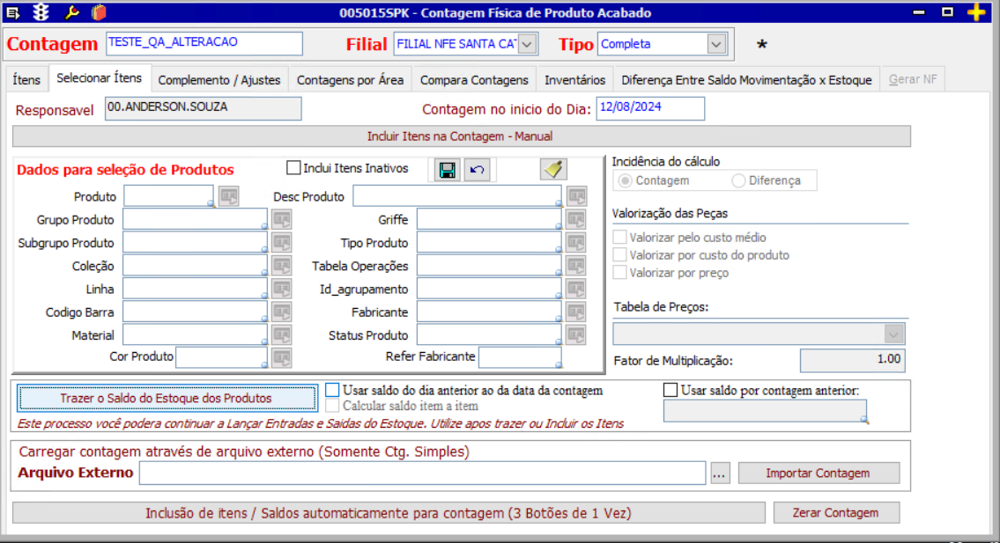 005015SPK - Contagem Física de Produto Acabado
Contagem TESTE_QA_ALTERACAO Filial FILIAL NFE SANTA CAT Tipo Completa *
Ítens Selecionar Ítens Complemento / Ajustes Contagens por Área Compara Contagens Inventários Diferença Entre Saldo Movimentação x Estoque Gerar NF
Responsavel 00.ANDERSON.SOUZA Contagem no inicio do Dia: 12/08/2024
Incluir Itens na Contagem - Manual
Dados para seleção de Produtos Inclui Itens Inativos
Produto Desc Produto
Grupo Produto Griffe
Subgrupo Produto Tipo Produto
Coleção Tabela Operações
Linha Id_agrupamento
Codigo Barra Fabricante
Material Status Produto
Cor Produto Refer Fabricante
Incidência do cálculo
Contagem Diferença
Valorização das Peças
Valorizar pelo custo médio
Valorizar por custo do produto
Valorizar por preço
Tabela de Preços:
Fator de Multiplicação: 1.00
Trazer o Saldo do Estoque dos Produtos Usar saldo do dia anterior ao da data da contagem Usar saldo por contagem anterior:
Calcular saldo item a item
Este processo você podera continuar a Lançar Entradas e Saidas do Estoque. Utilize apos trazer ou Incluir os Itens
Carregar contagem através de arquivo externo (Somente Ctg. Simples)
Arquivo Externo ... Importar Contagem
Inclusão de itens / Saldos automaticamente para contagem (3 Botões de 1 Vez) Zerar Contagem